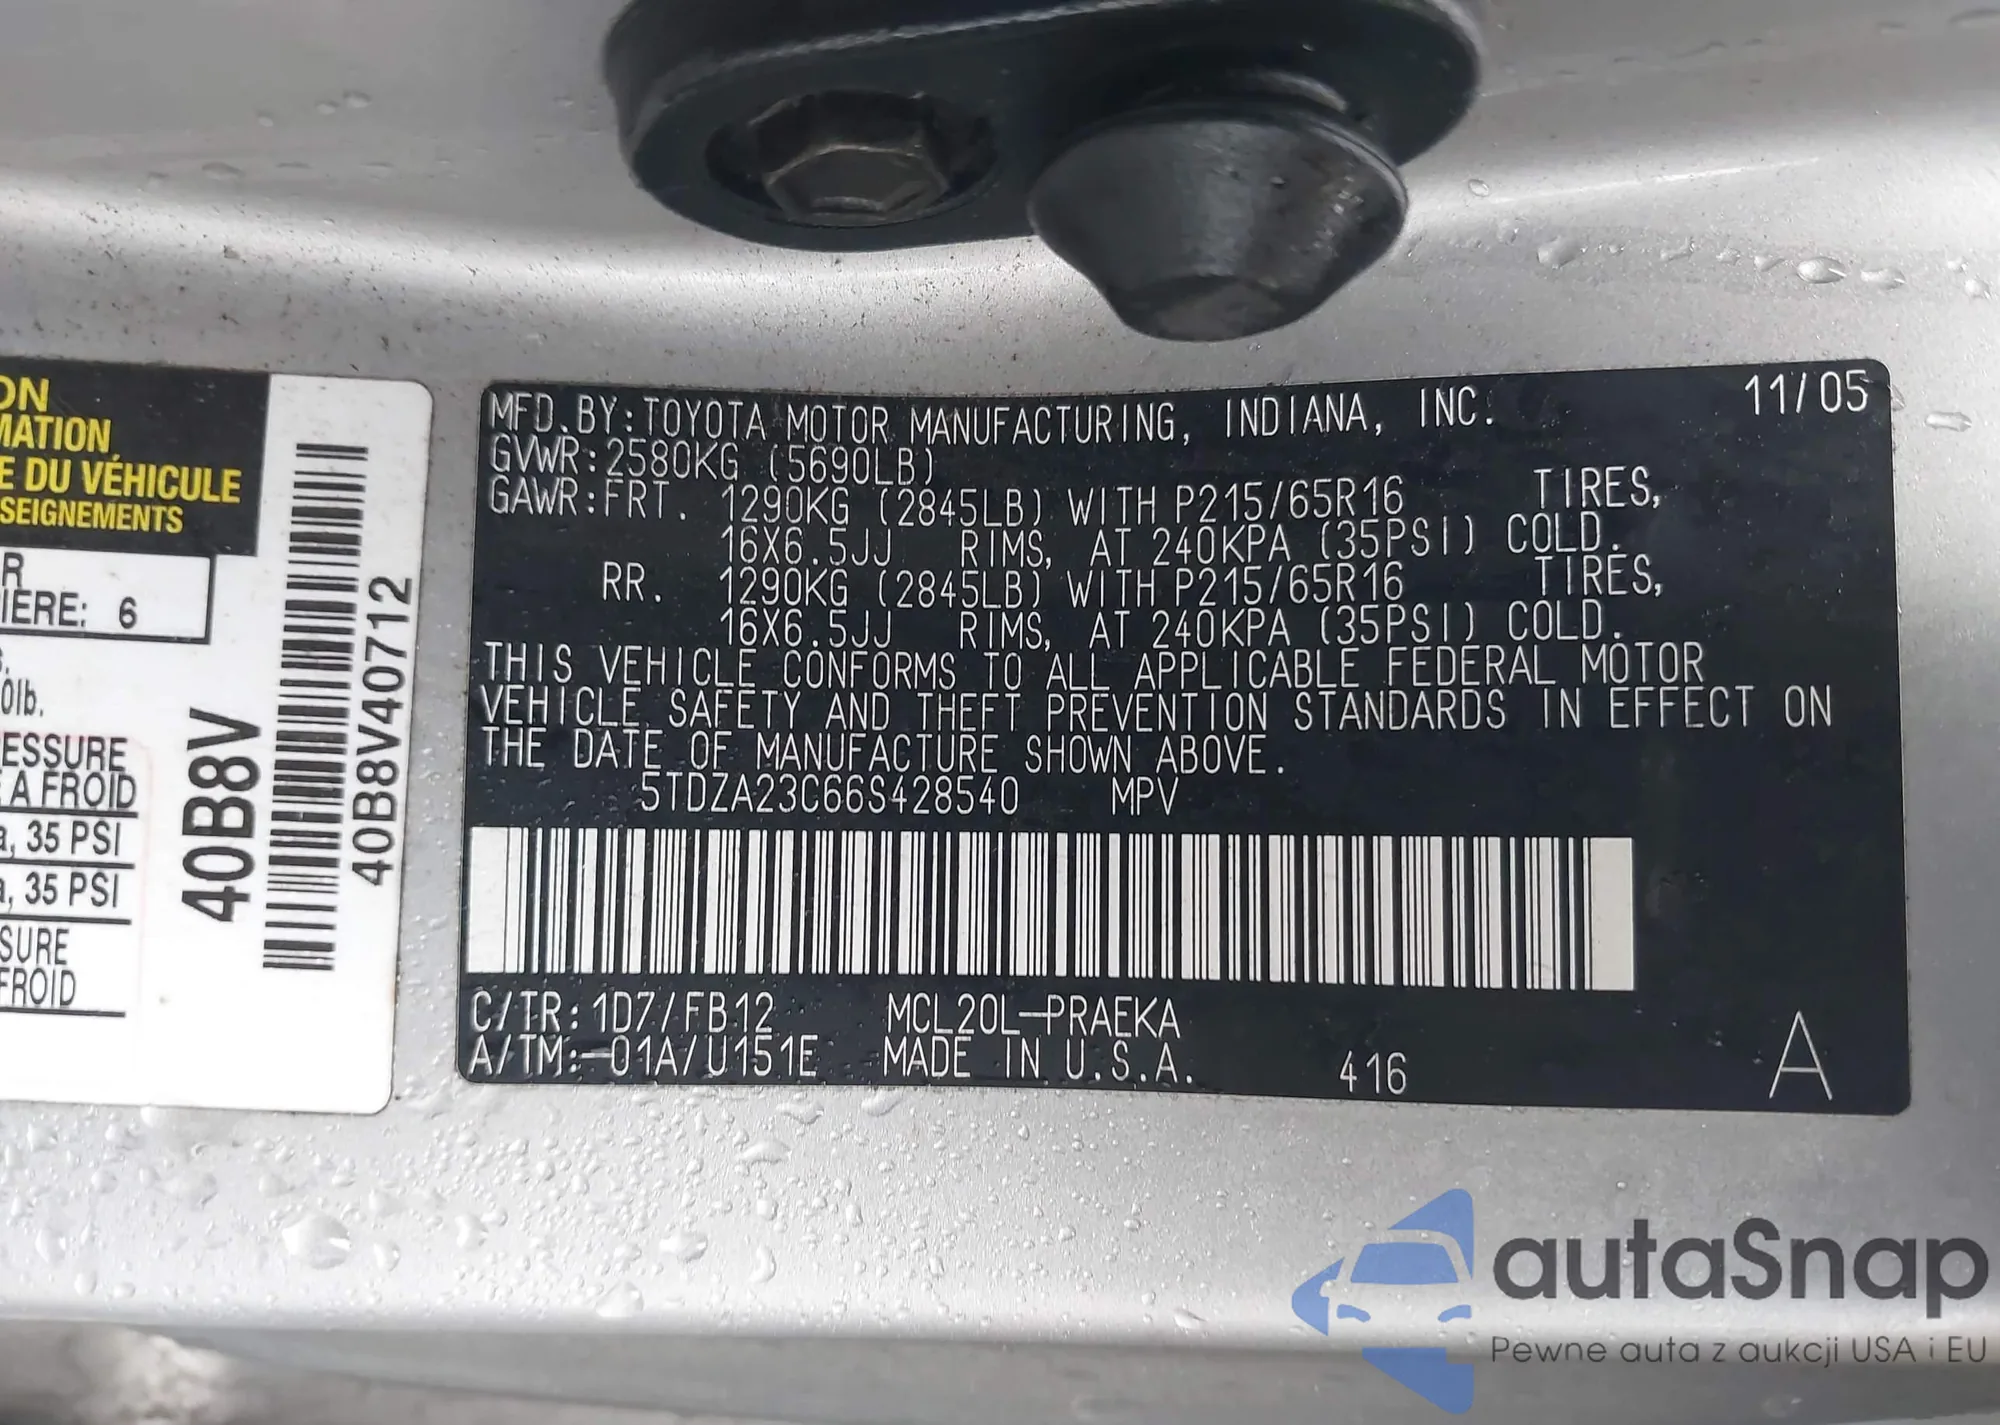 ON
MATION
E DU VÉHICULE
SEIGNEMENTS
R
IÈRE: 6
0lb.
ESSURE
À FROID
a, 35 PSI
a, 35 PSI
SURE
FROID
40B8V
40B8V40712
MFD.BY:TOYOTA MOTOR MANUFACTURING, INDIANA, INC. 11/05
GVWR:2580KG (5690LB)
GAWR:FRT. 1290KG (2845LB) WITH P215/65R16 TIRES,
16X6.5JJ RIMS, AT 240KPA (35PSI) COLD.
RR. 1290KG (2845LB) WITH P215/65R16 TIRES,
16X6.5JJ RIMS, AT 240KPA (35PSI) COLD.
THIS VEHICLE CONFORMS TO ALL APPLICABLE FEDERAL MOTOR
VEHICLE SAFETY AND THEFT PREVENTION STANDARDS IN EFFECT ON
THE DATE OF MANUFACTURE SHOWN ABOVE.
5TDZA23C66S428540 MPV
C/TR:1D7/FB12 MCL20L-PRAEKA
A/TM:-01A/U151E MADE IN U.S.A. 416 A
autaSnap
Pewne auta z aukcji USA i EU